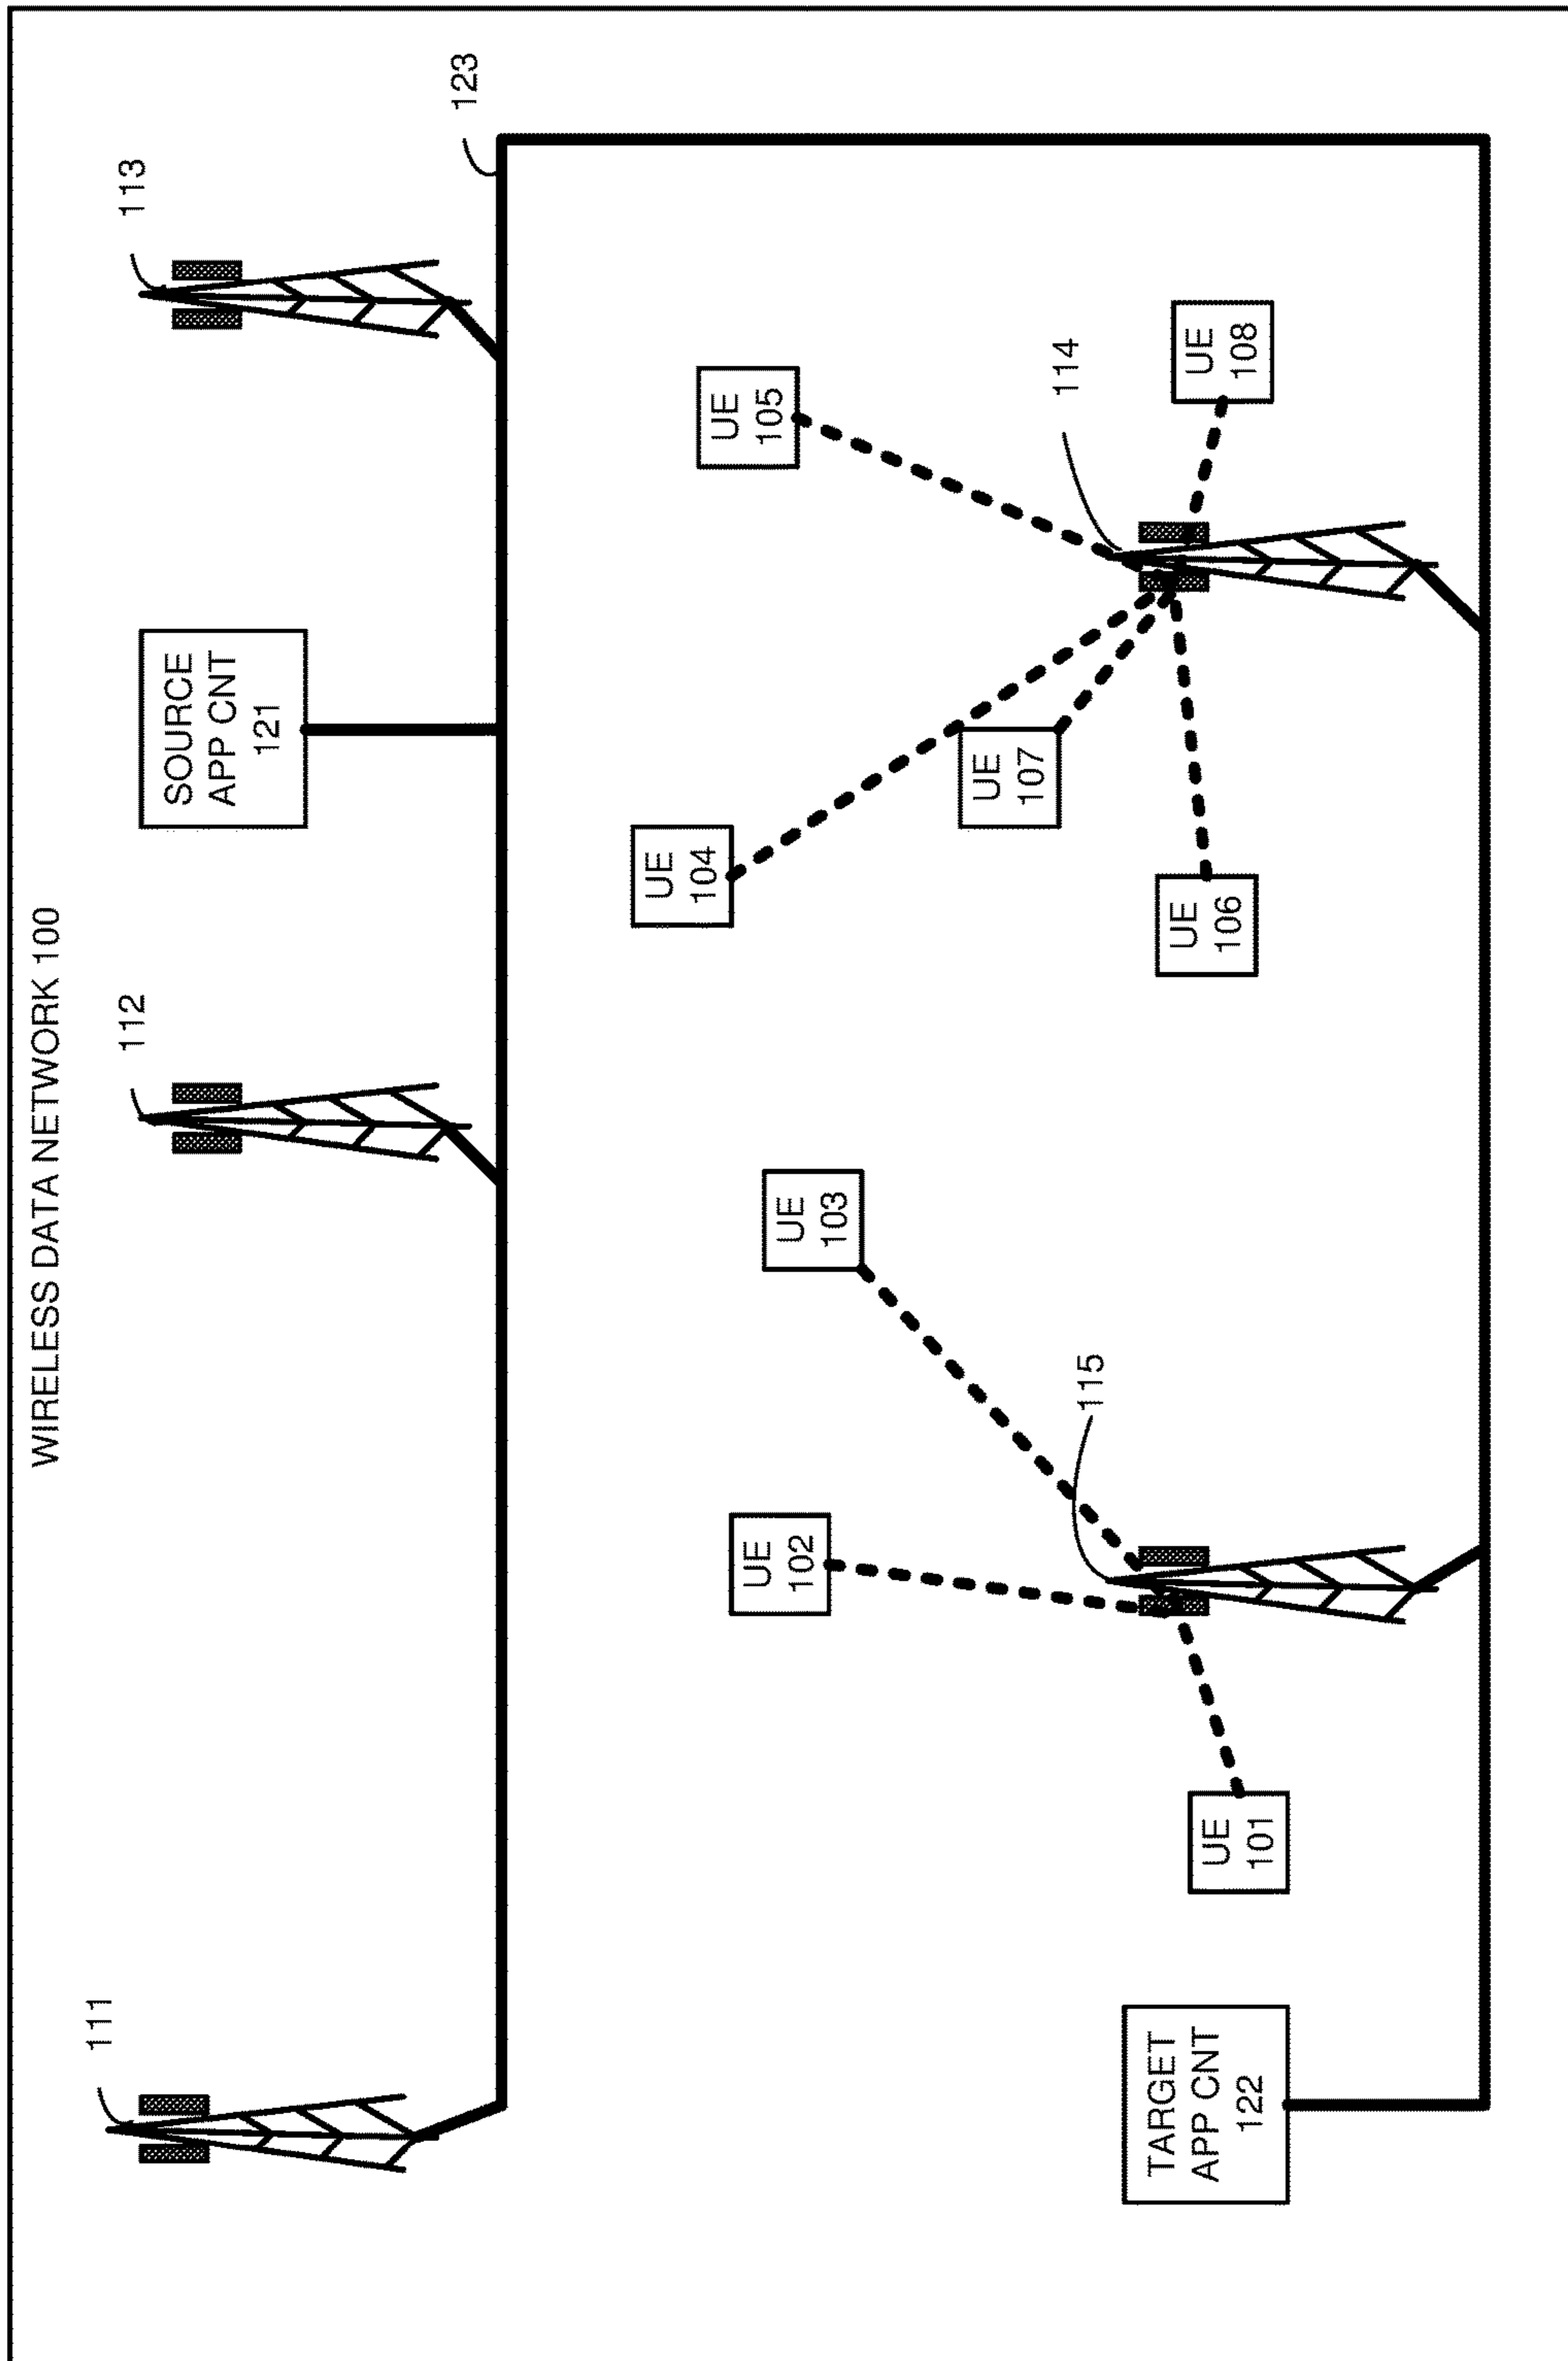 WIRELESS DATA NETWORK 100
111
112
113
SOURCE
APP CNT
121
123
UE
104
UE
105
UE
102
UE
103
UE
107
114
115
TARGET
APP CNT
122
UE
101
UE
106
UE
108